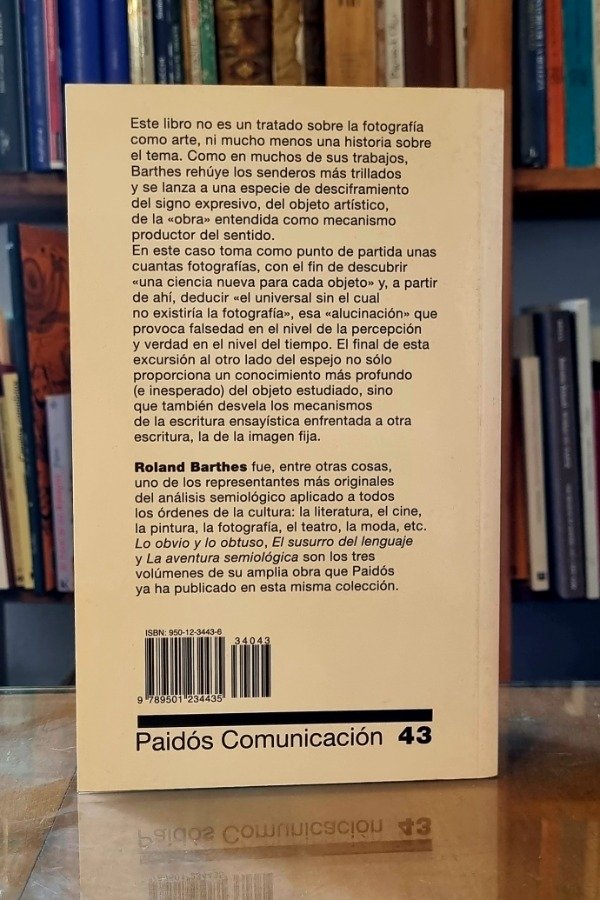 Este libro no es un tratado sobre la fotografía
como arte, ni mucho menos una historia sobre
el tema. Como en muchos de sus trabajos,
Barthes rehúye los senderos más trillados
y se lanza a una especie de desciframiento
del signo expresivo, del objeto artístico,
de la «obra» entendida como mecanismo
productor del sentido.
En este caso toma como punto de partida unas
cuantas fotografías, con el fin de descubrir
«una ciencia nueva para cada objeto» y, a partir
de ahí, deducir «el universal sin el cual
no existiría la fotografía», esa «alucinación» que
provoca falsedad en el nivel de la percepción
y verdad en el nivel del tiempo. El final de esta
excursión al otro lado del espejo no sólo
proporciona un conocimiento más profundo
(e inesperado) del objeto estudiado, sino
que también desvela los mecanismos
de la escritura ensayística enfrentada a otra
escritura, la de la imagen fija.
Roland Barthes fue, entre otras cosas,
uno de los representantes más originales
del análisis semiológico aplicado a todos
los órdenes de la cultura: la literatura, el cine,
la pintura, la fotografía, el teatro, la moda, etc.
Lo obvio y lo obtuso, El susurro del lenguaje
y La aventura semiológica son los tres
volúmenes de su amplia obra que Paidós
ya ha publicado en esta misma colección.
ISBN: 950-12-3443-6
34043
9 789501 234435
Paidós Comunicación 43